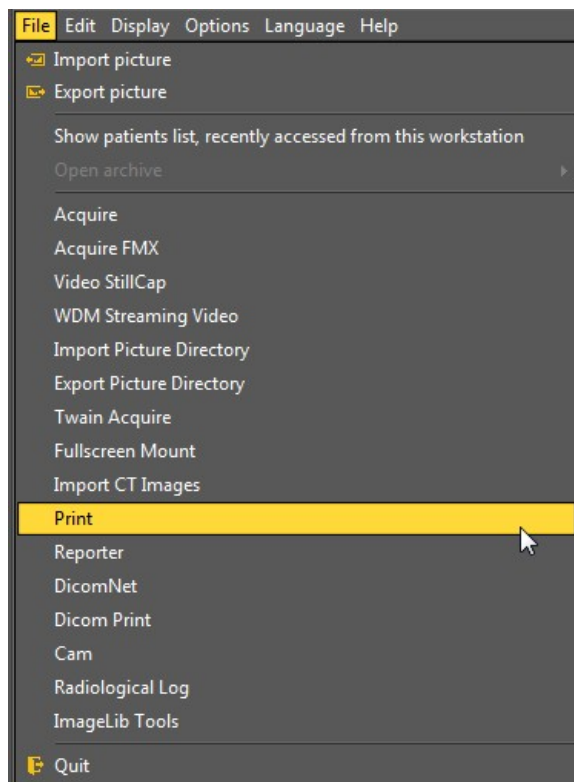 File Edit Display Options Language Help
Import picture
Export picture
Show patients list, recently accessed from this workstation
Open archive
Acquire
Acquire FMX
Video StillCap
WDM Streaming Video
Import Picture Directory
Export Picture Directory
Twain Acquire
Fullscreen Mount
Import CT Images
Print
Reporter
DicomNet
Dicom Print
Cam
Radiological Log
ImageLib Tools
Quit